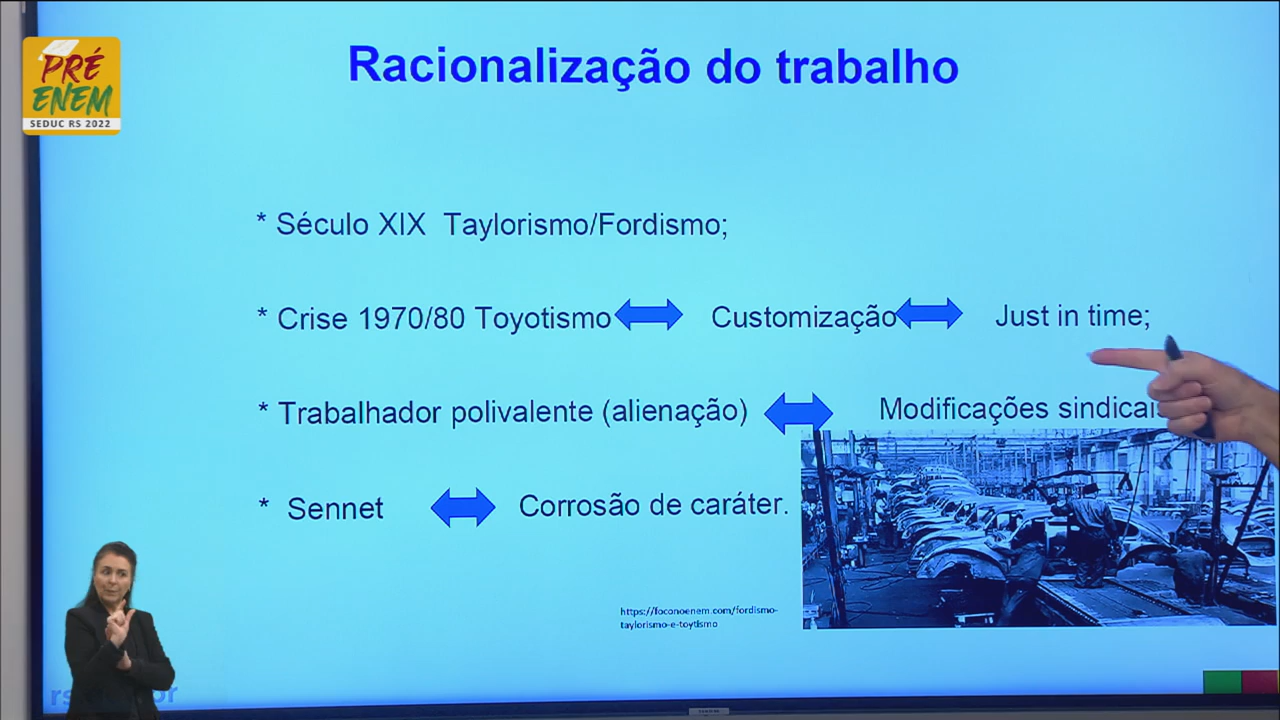 PRÉ
ENEM
SEDUC RS 2022
Racionalização do trabalho
* Século XIX Taylorismo/Fordismo;
* Crise 1970/80 Toyotismo Customização Just in time;
* Trabalhador polivalente (alienação) Modificações sindicais
* Sennet Corrosão de caráter.
https://foconoenem.com/fordismo-
taylorismo-e-toytismo